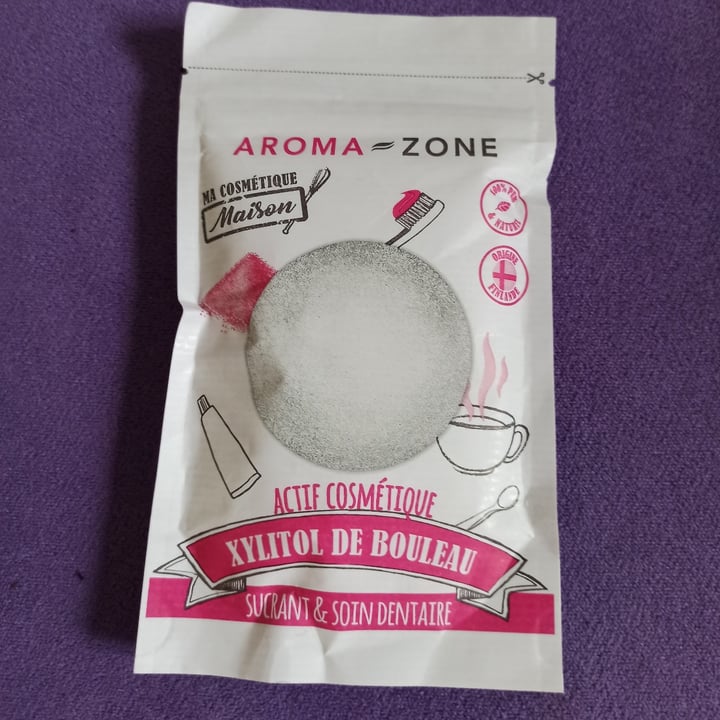 AROMA ZONE
MA COSMÉTIQUE
Maison
100% PUR
& NATUREL
ORIGINE
FINLANDE
ACTIF COSMÉTIQUE
XYLITOL DE BOULEAU
SUCRANT & SOIN DENTAIRE